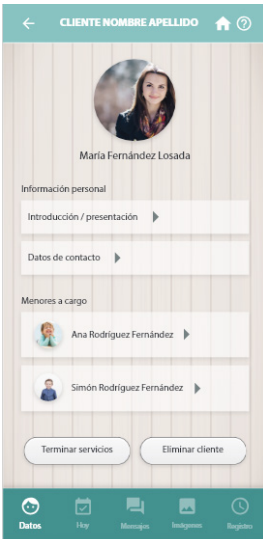 CLIENTE NOMBRE APELLIDO
María Fernández Losada
Información personal
Introducción / presentación
Datos de contacto
Menores a cargo
Ana Rodríguez Fernández
Simón Rodríguez Fernández
Terminar servicios
Eliminar cliente
Datos
Hoy
Mensajes
Imágenes
Registro